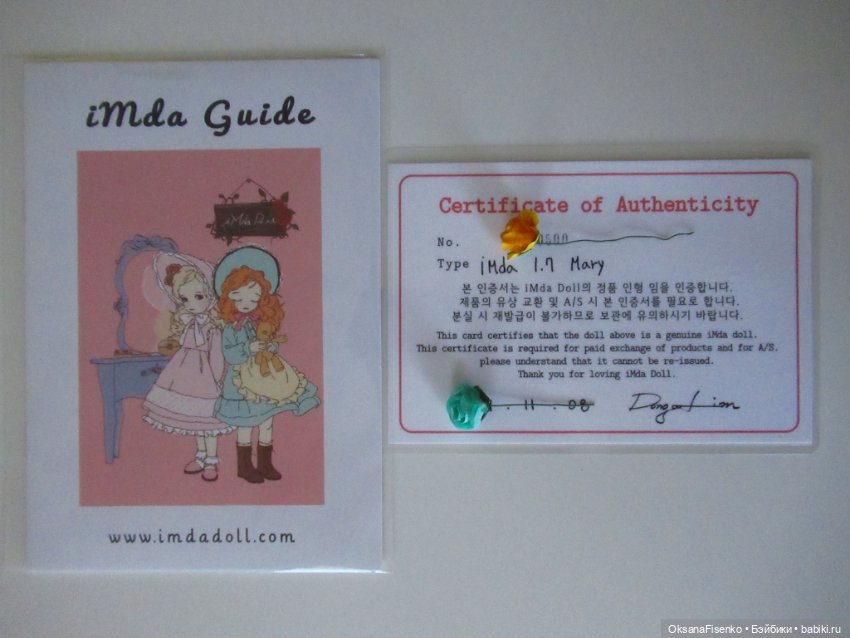 iMda Guide
iMda Doll
www.imdadoll.com
Certificate of Authenticity
No.
Type iMda 1.7 Mary
본 인증서는 iMda Doll의 정품 인형 임을 인증합니다.
제품의 유상 교환 및 A/S 시 본 인증서를 필요로 합니다.
분실 시 재발급이 불가하므로 보관에 유의하시기 바랍니다.
This card certifies that the doll above is a genuine iMda doll.
This certificate is required for paid exchange of products and for A/S.
please understand that it cannot be re-issued.
Thank you for loving iMda Doll.
. 11 . 08
OksanaFisenko • Бэйбики • babiki.ru